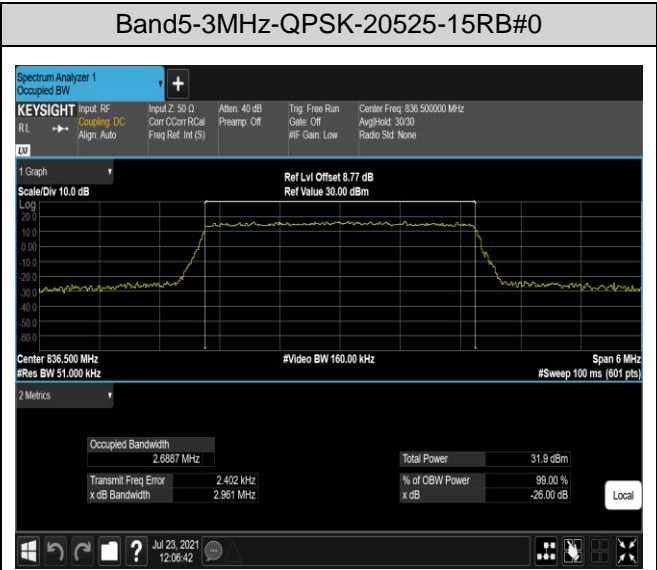 Band5-3MHz-QPSK-20525-15RB#0
Spectrum Analyzer 1
Occupied BW
+
KEYSIGHT
RL
Input: RF
Coupling: DC
Align: Auto
Input Z: 50 Ω
Corr CCorr RCal
Freq Ref: Int (S)
Atten: 40 dB
Preamp: Off
Trig: Free Run
Gate: Off
#IF Gain: Low
Center Freq: 836.500000 MHz
Avg|Hold: 30/30
Radio Std: None
LXI
1 Graph
Scale/Div 10.0 dB
Ref Lvl Offset 8.77 dB
Ref Value 30.00 dBm
Log
20.0
10.0
0.00
-10.0
-20.0
-30.0
-40.0
-50.0
-60.0
Center 836.500 MHz
#Video BW 160.00 kHz
Span 6 MHz
#Res BW 51.000 kHz
#Sweep 100 ms (601 pts)
2 Metrics
Occupied Bandwidth
2.6887 MHz
Total Power 31.9 dBm
Transmit Freq Error 2.402 kHz
% of OBW Power 99.00 %
x dB Bandwidth 2.961 MHz
x dB -26.00 dB
Local
?
Jul 23, 2021
12:06:42